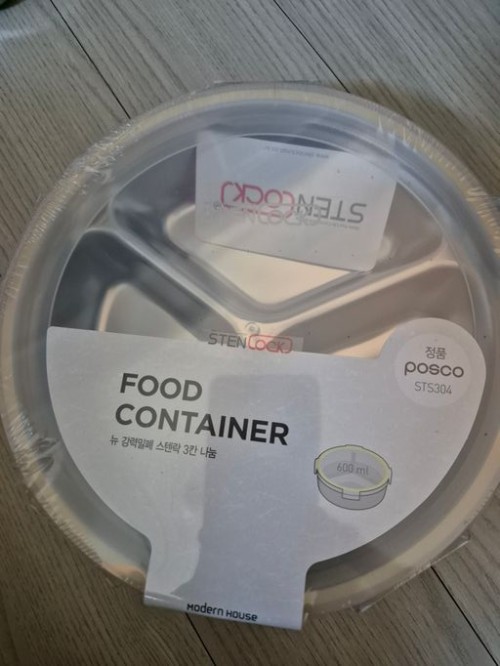 STENLOCK
STENLOCK
정품
posco
STS304
FOOD
CONTAINER
뉴 강력밀폐 스텐락 3칸 나눔
600 ml
MODERN HOUSE